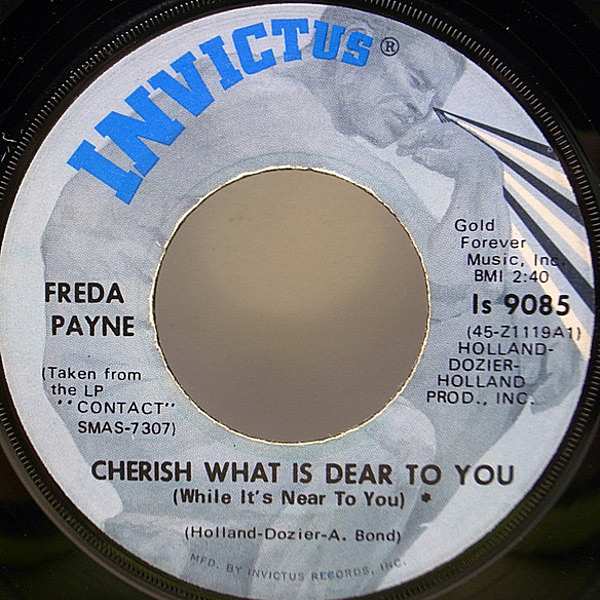 INVICTUS®
Gold
Forever
Music, Inc.
BMI 2:40
Is 9085
(45-Z1119A1)
HOLLAND-
DOZIER-
HOLLAND
PROD., INC.
FREDA
PAYNE
(Taken from
the LP
"CONTACT"
SMAS-7307)
CHERISH WHAT IS DEAR TO YOU
(While It's Near To You) *
(Holland-Dozier-A. Bond)
MFD. BY INVICTUS RECORDS, INC.